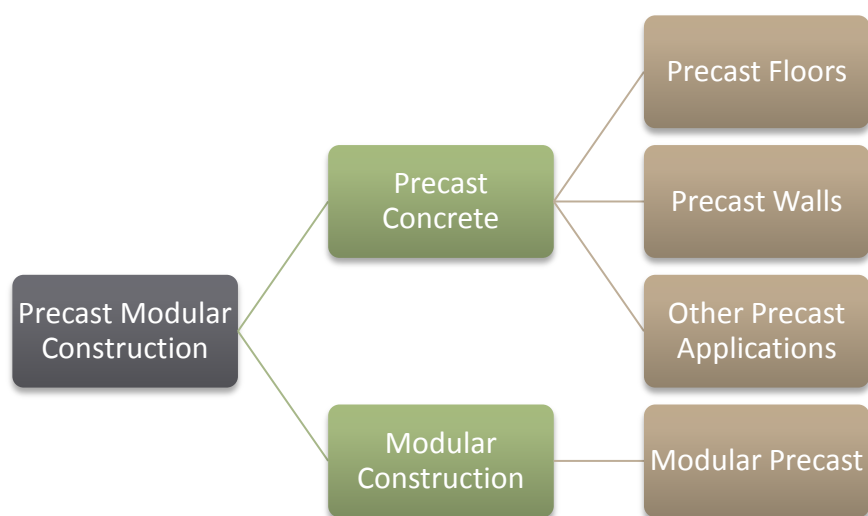 Precast Modular
Construction
Precast
Concrete
Precast Floors
Precast Walls
Other Precast
Applications
Modular
Construction
Modular Precast